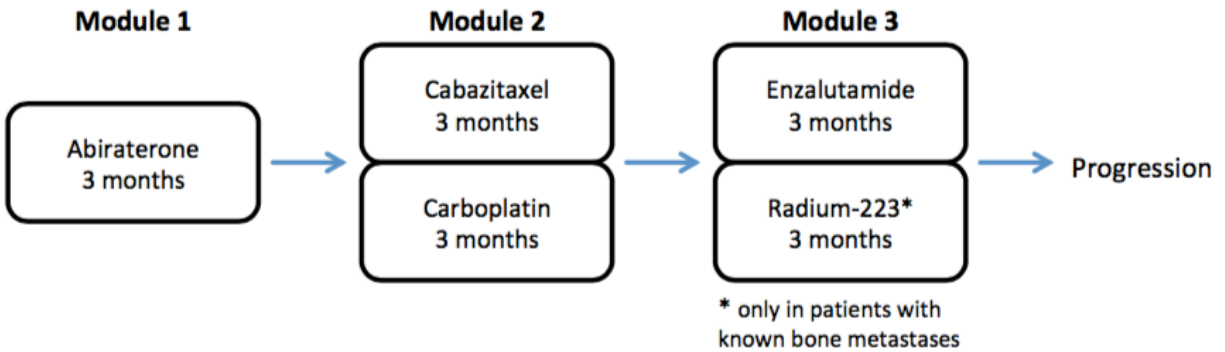 Module 1
Module 2
Module 3
Abiraterone
3 months
Cabazitaxel
3 months
Carboplatin
3 months
Enzalutamide
3 months
Radium-223*
3 months
Progression
* only in patients with
known bone metastases